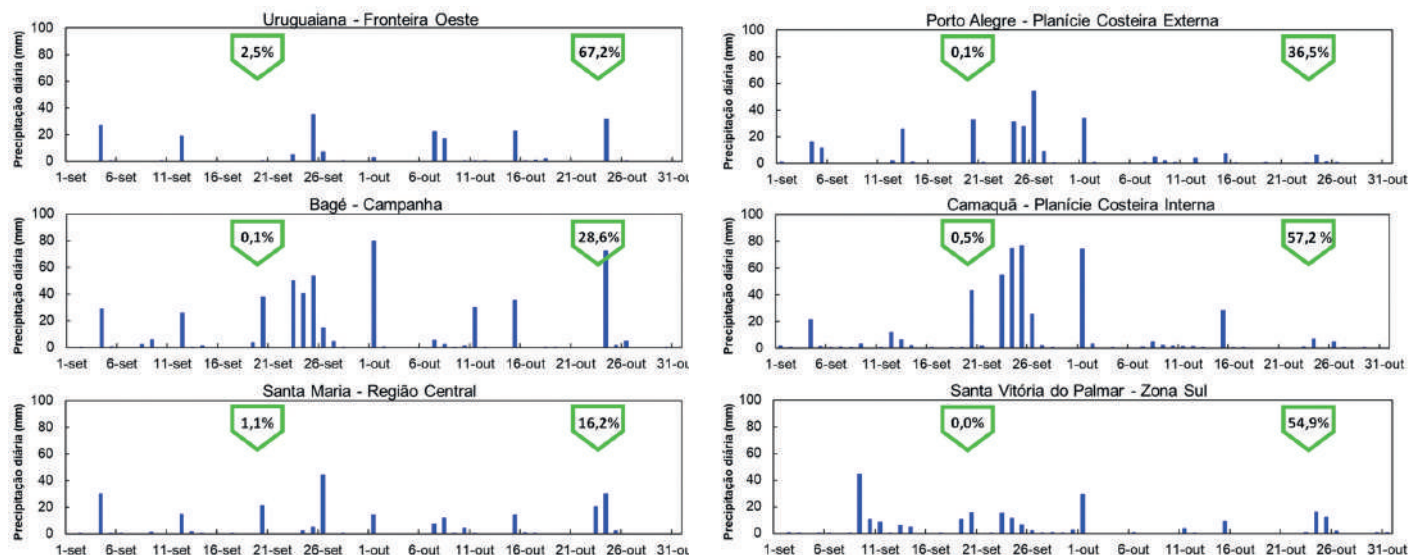 Uruguaiana - Fronteira Oeste
Precipitação diária (mm)
100
80
60
40
20
0
2,5%
67,2%
1-set 6-set 11-set 16-set 21-set 26-set 1-out 6-out 11-out 16-out 21-out 26-out 31-out
Porto Alegre - Planície Costeira Externa
Precipitação diária (mm)
100
80
60
40
20
0
0,1%
36,5%
1-set 6-set 11-set 16-set 21-set 26-set 1-out 6-out 11-out 16-out 21-out 26-out 31-out
Bagé - Campanha
Precipitação diária (mm)
100
80
60
40
20
0
0,1%
28,6%
1-set 6-set 11-set 16-set 21-set 26-set 1-out 6-out 11-out 16-out 21-out 26-out 31-out
Camaquã - Planície Costeira Interna
Precipitação diária (mm)
100
80
60
40
20
0
0,5%
57,2 %
1-set 6-set 11-set 16-set 21-set 26-set 1-out 6-out 11-out 16-out 21-out 26-out 31-out
Santa Maria - Região Central
Precipitação diária (mm)
100
80
60
40
20
0
1,1%
16,2%
1-set 6-set 11-set 16-set 21-set 26-set 1-out 6-out 11-out 16-out 21-out 26-out 31-out
Santa Vitória do Palmar - Zona Sul
Precipitação diária (mm)
100
80
60
40
20
0
0,0%
54,9%
1-set 6-set 11-set 16-set 21-set 26-set 1-out 6-out 11-out 16-out 21-out 26-out 31-out